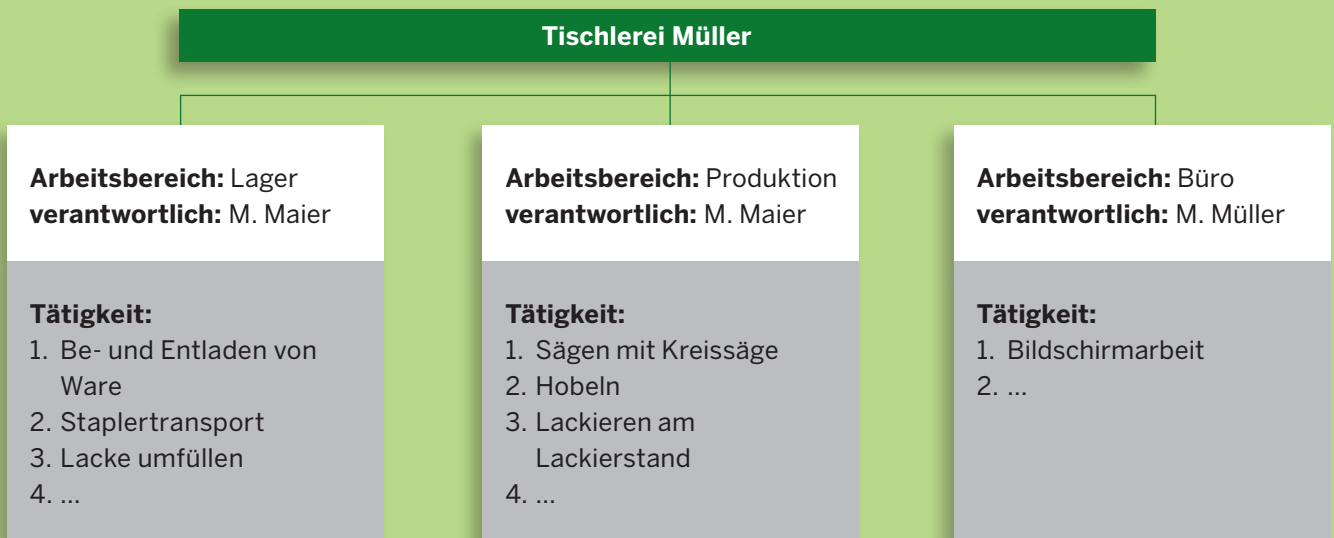 Tischlerei Müller
Arbeitsbereich: Lager
verantwortlich: M. Maier
Tätigkeit:
1. Be- und Entladen von
Ware
2. Staplertransport
3. Lacke umfüllen
4. ...
Arbeitsbereich: Produktion
verantwortlich: M. Maier
Tätigkeit:
1. Sägen mit Kreissäge
2. Hobeln
3. Lackieren am
Lackierstand
4. ...
Arbeitsbereich: Büro
verantwortlich: M. Müller
Tätigkeit:
1. Bildschirmarbeit
2. ...